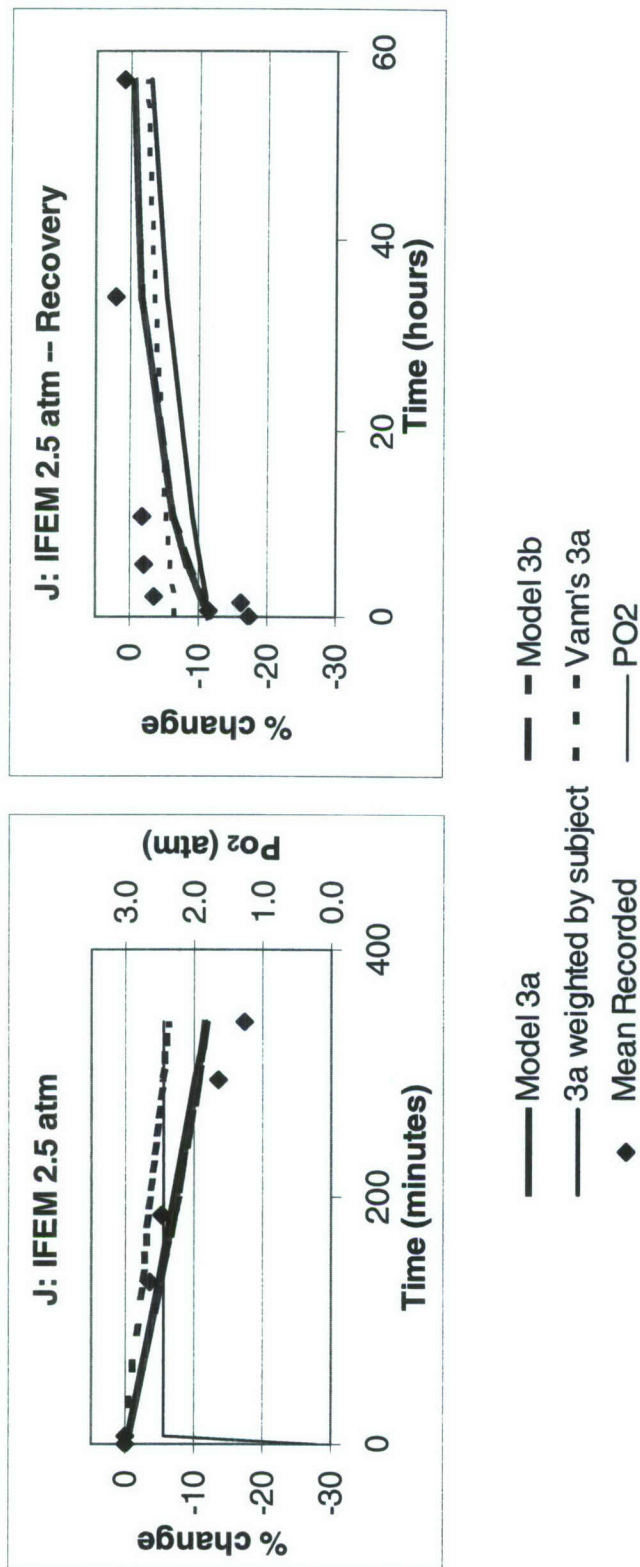 J: IFEM 2.5 atm
% change
0
-10
-20
-30
0
200
400
Time (minutes)
3.0
2.0
1.0
0.0
Po2 (atm)
J: IFEM 2.5 atm -- Recovery
% change
0
-10
-20
-30
0
20
40
60
Time (hours)
Model 3a
Model 3b
3a weighted by subject
Vann's 3a
Mean Recorded
PO2